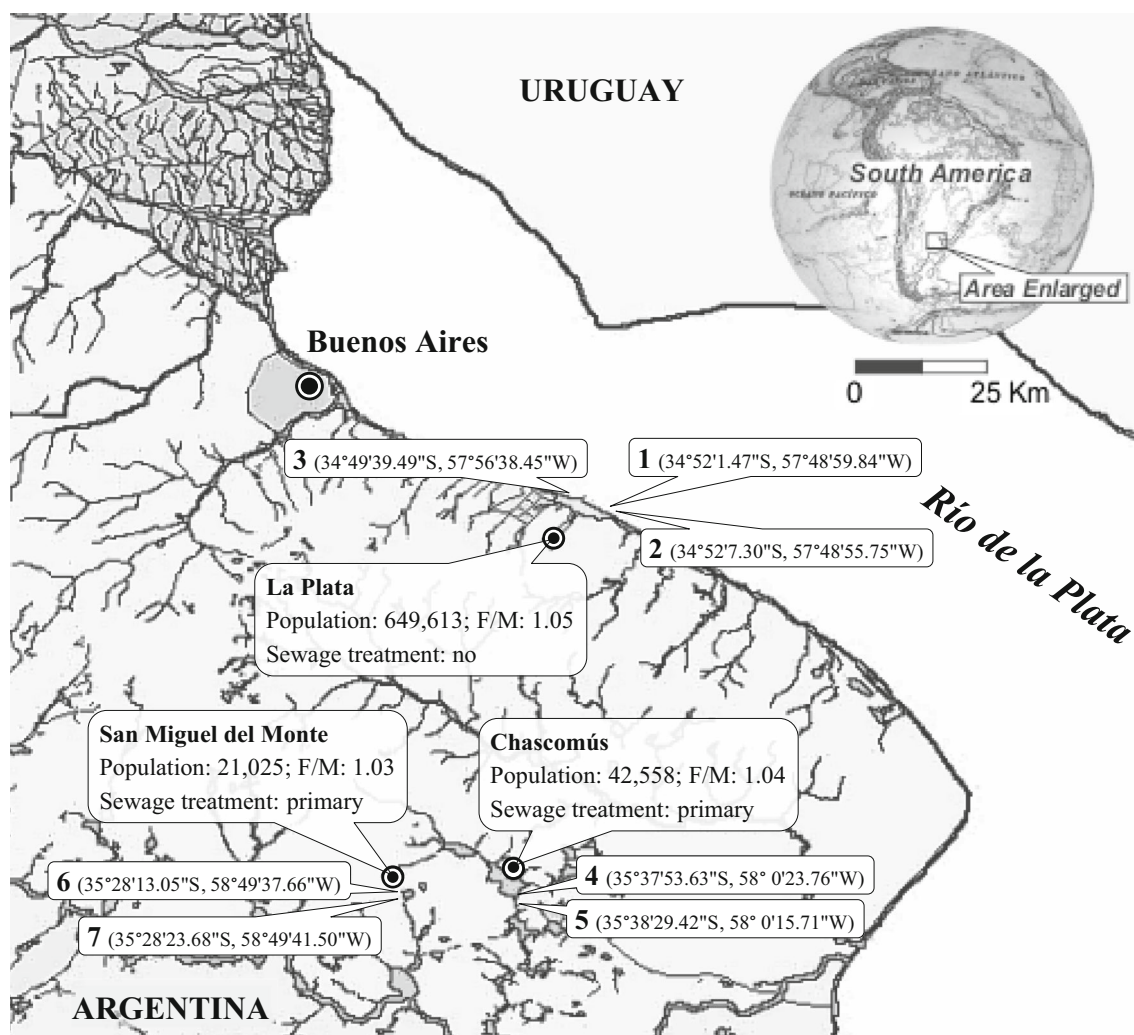 URUGUAY
OCÉANO ATLÁNTICO
South America
OCÉANO PACÍFICO
Area Enlarged
0 25 Km
Buenos Aires
3 (34°49'39.49"S, 57°56'38.45"W)
1 (34°52'1.47"S, 57°48'59.84"W)
2 (34°52'7.30"S, 57°48'55.75"W)
Río de la Plata
La Plata
Population: 649,613; F/M: 1.05
Sewage treatment: no
San Miguel del Monte
Population: 21,025; F/M: 1.03
Sewage treatment: primary
Chascomús
Population: 42,558; F/M: 1.04
Sewage treatment: primary
6 (35°28'13.05"S, 58°49'37.66"W)
4 (35°37'53.63"S, 58° 0'23.76"W)
7 (35°28'23.68"S, 58°49'41.50"W)
5 (35°38'29.42"S, 58° 0'15.71"W)
ARGENTINA